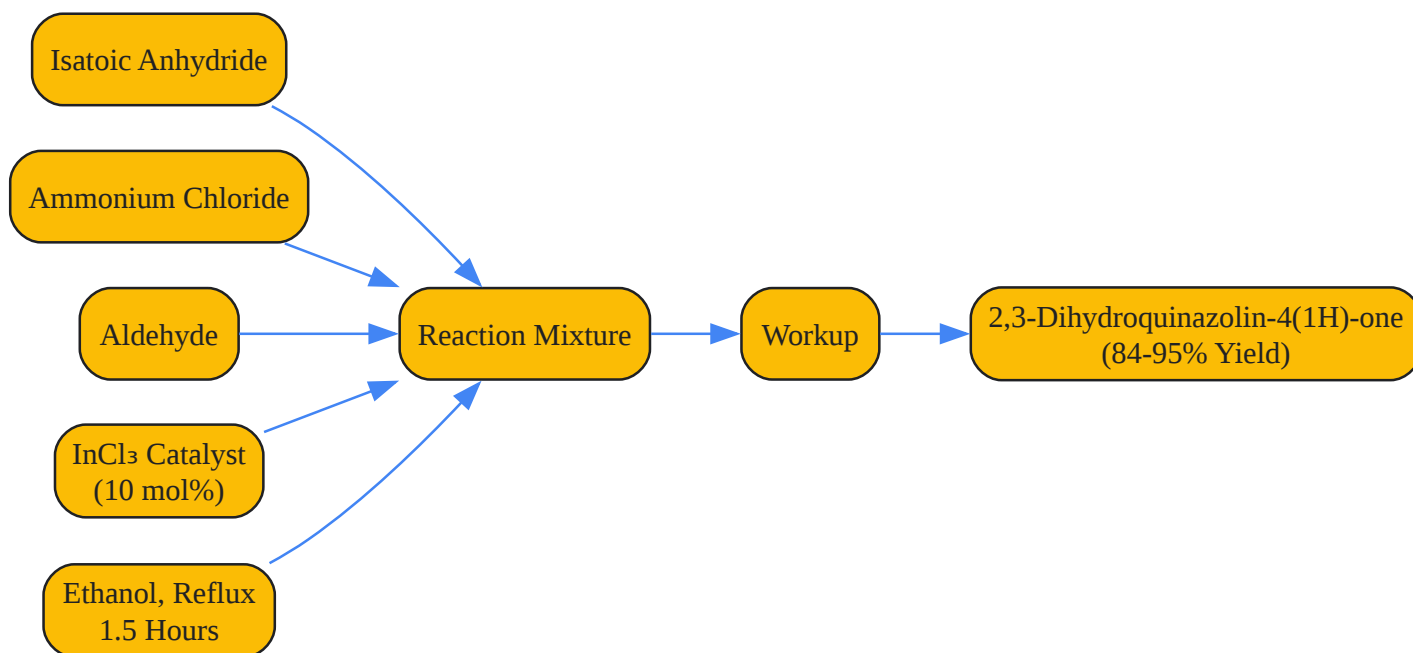 Isatoic Anhydride
Ammonium Chloride
Aldehyde
InCl₃ Catalyst
(10 mol%)
Ethanol, Reflux
1.5 Hours
Reaction Mixture
Workup
2,3-Dihydroquinazolin-4(1H)-one
(84-95% Yield)